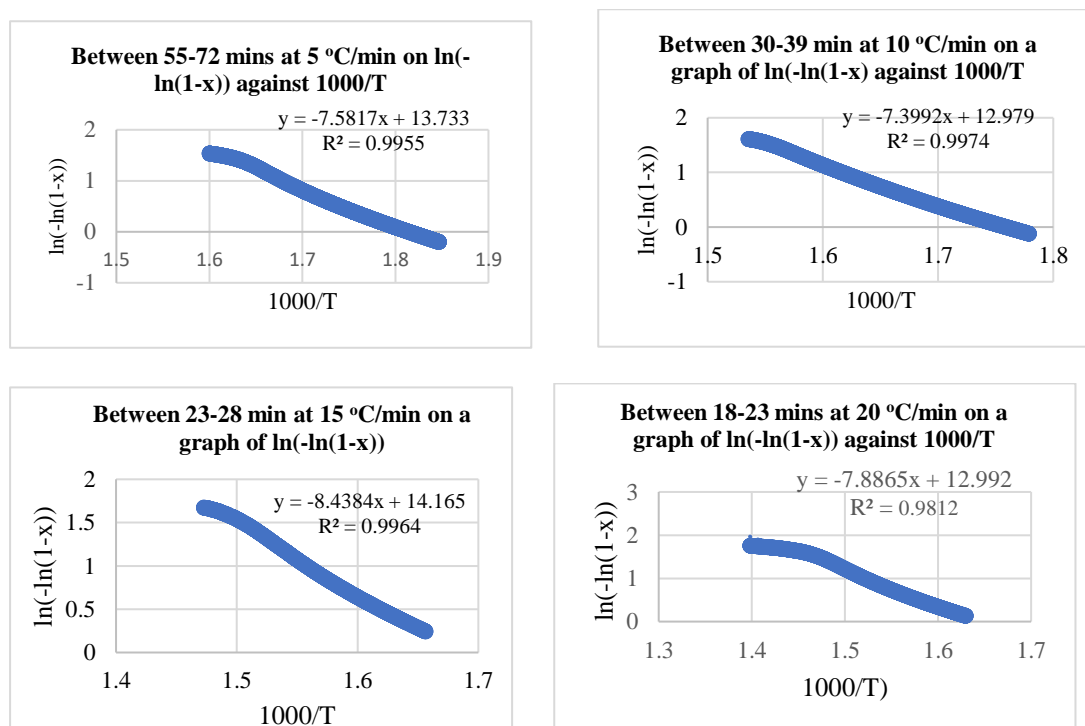 Between 55-72 mins at 5 °C/min on ln(-
ln(1-x)) against 1000/T
y = -7.5817x + 13.733
R² = 0.9955
ln(-ln(1-x))
2
1
0
-1
1.5
1.6
1.7
1.8
1.9
1000/T
Between 30-39 min at 10 °C/min on a
graph of ln(-ln(1-x) against 1000/T
y = -7.3992x + 12.979
R² = 0.9974
ln(-ln(1-x))
2
1
0
-1
1.5
1.6
1.7
1.8
1000/T
Between 23-28 min at 15 °C/min on a
graph of ln(-ln(1-x))
y = -8.4384x + 14.165
R² = 0.9964
ln(-ln(1-x))
2
1.5
1
0.5
0
1.4
1.5
1.6
1.7
1000/T
Between 18-23 mins at 20 °C/min on a
graph of ln(-ln(1-x)) against 1000/T
y = -7.8865x + 12.992
R² = 0.9812
ln(-ln(1-x))
3
2
1
0
1.3
1.4
1.5
1.6
1.7
1000/T)